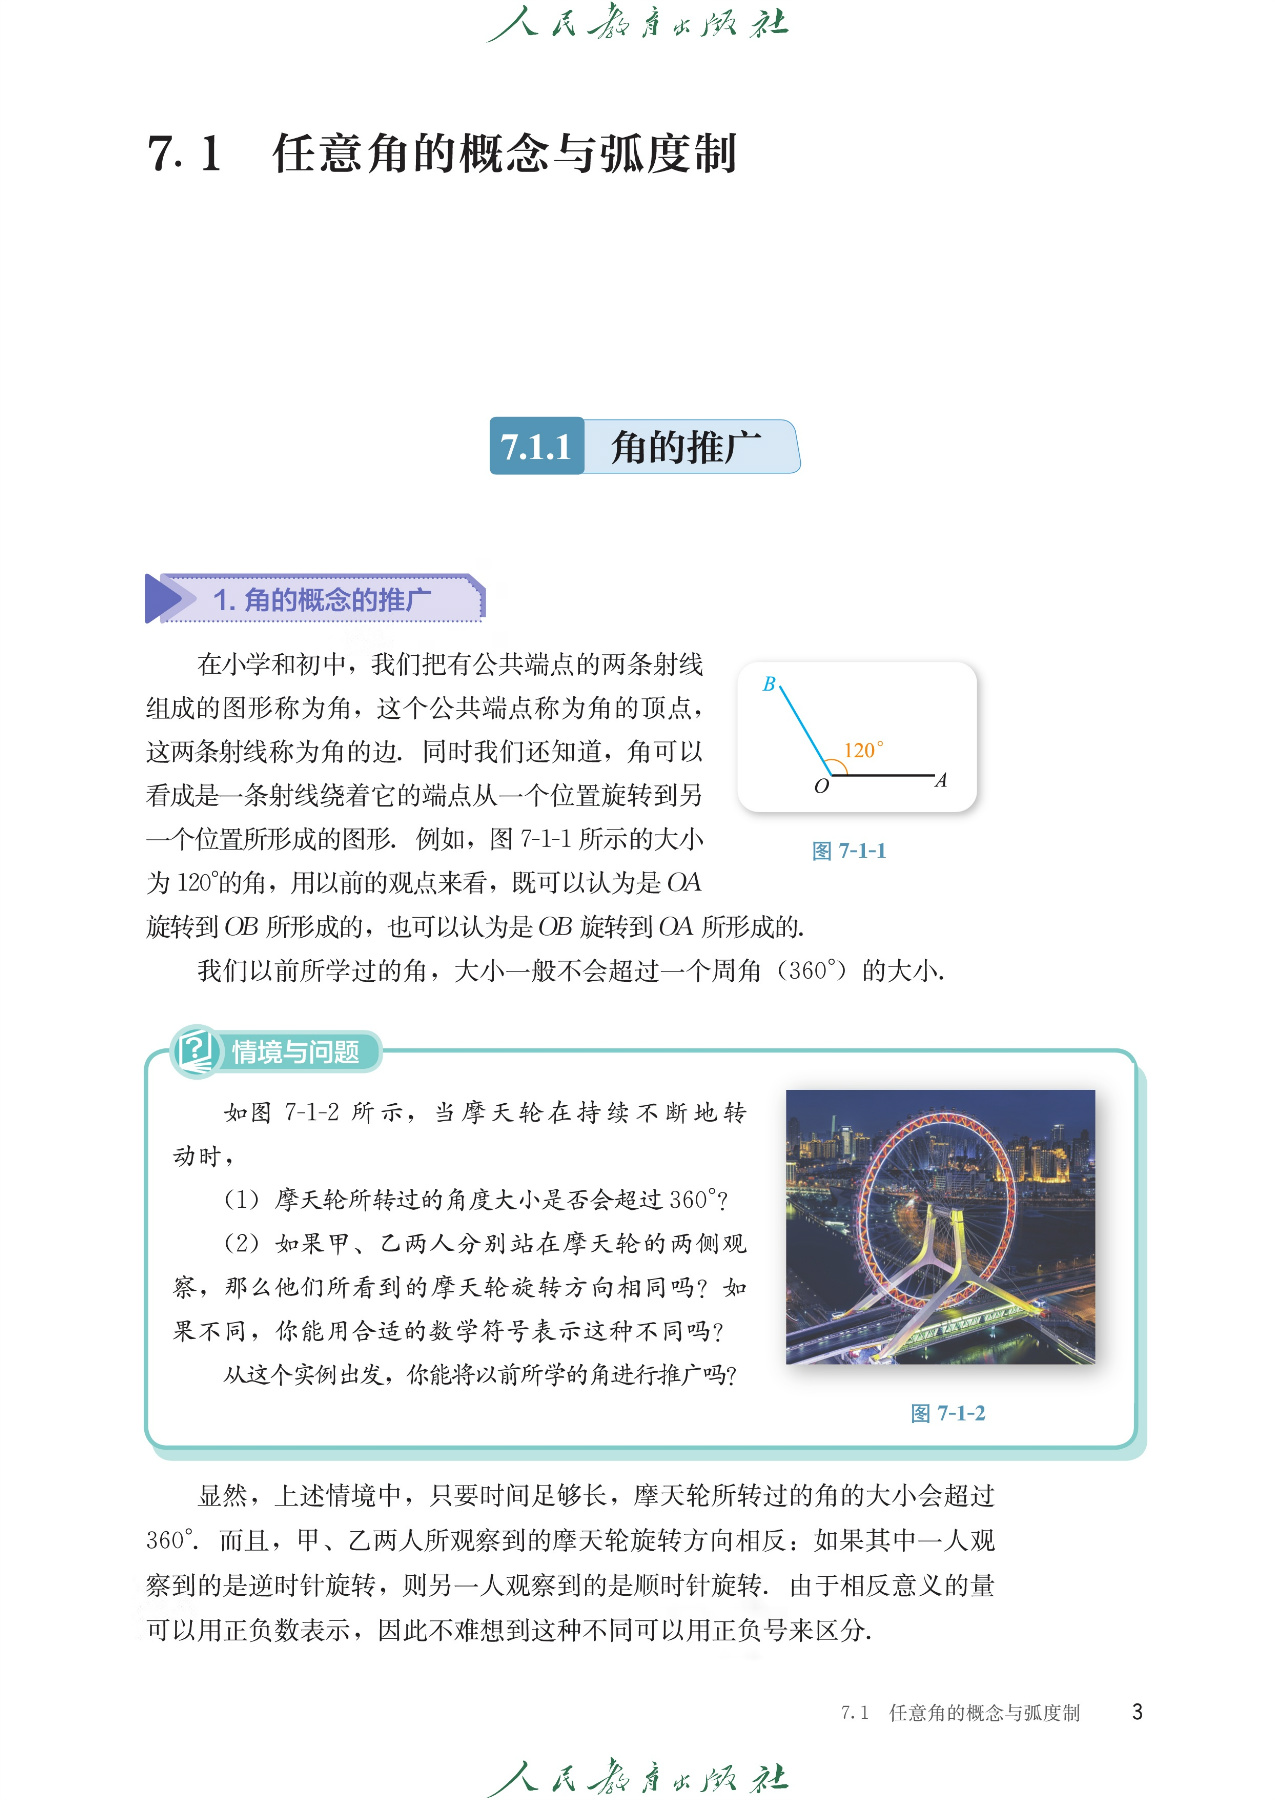 人民教育出版社
7.1 任意角的概念与弧度制
7.1.1 角的推广
1. 角的概念的推广
在小学和初中，我们把有公共端点的两条射线
组成的图形称为角，这个公共端点称为角的顶点，
这两条射线称为角的边．同时我们还知道，角可以
看成是一条射线绕着它的端点从一个位置旋转到另
一个位置所形成的图形．例如，图 7-1-1 所示的大小
为 120°的角，用以前的观点来看，既可以认为是 OA
旋转到 OB 所形成的，也可以认为是 OB 旋转到 OA 所形成的．
B
120°
O
A
图 7-1-1
我们以前所学过的角，大小一般不会超过一个周角（360°）的大小．
? 情境与问题
如图 7-1-2 所示，当摩天轮在持续不断地转
动时，
（1）摩天轮所转过的角度大小是否会超过 360°?
（2）如果甲、乙两人分别站在摩天轮的两侧观
察，那么他们所看到的摩天轮旋转方向相同吗？如
果不同，你能用合适的数学符号表示这种不同吗？
从这个实例出发，你能将以前所学的角进行推广吗？
图 7-1-2
显然，上述情境中，只要时间足够长，摩天轮所转过的角的大小会超过
360°．而且，甲、乙两人所观察到的摩天轮旋转方向相反：如果其中一人观
察到的是逆时针旋转，则另一人观察到的是顺时针旋转．由于相反意义的量
可以用正负数表示，因此不难想到这种不同可以用正负号来区分．
7.1 任意角的概念与弧度制 3
人民教育出版社